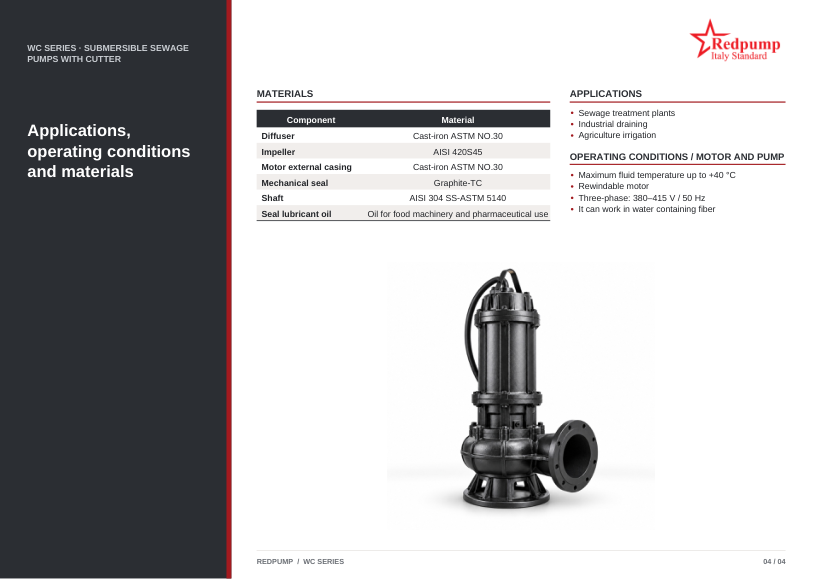 WC SERIES · SUBMERSIBLE SEWAGE
PUMPS WITH CUTTER
Applications,
operating conditions
and materials
Redpump
Italy Standard
MATERIALS
Component Material
Diffuser Cast-iron ASTM NO.30
Impeller AISI 420S45
Motor external casing Cast-iron ASTM NO.30
Mechanical seal Graphite-TC
Shaft AISI 304 SS-ASTM 5140
Seal lubricant oil Oil for food machinery and pharmaceutical use
APPLICATIONS
• Sewage treatment plants
• Industrial draining
• Agriculture irrigation
OPERATING CONDITIONS / MOTOR AND PUMP
• Maximum fluid temperature up to +40 °C
• Rewindable motor
• Three-phase: 380–415 V / 50 Hz
• It can work in water containing fiber
REDPUMP / WC SERIES
04 / 04